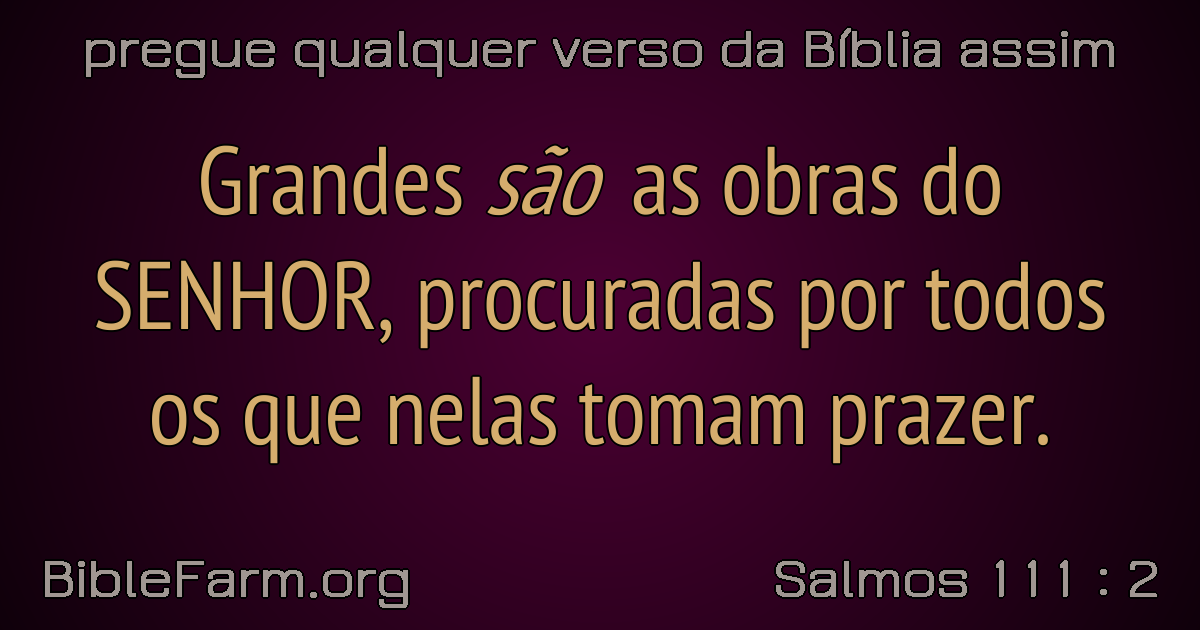 pregue qualquer verso da Bíblia assim
Grandes são as obras do
SENHOR, procuradas por todos
os que nelas tomam prazer.
BibleFarm.org
Salmos 111 : 2